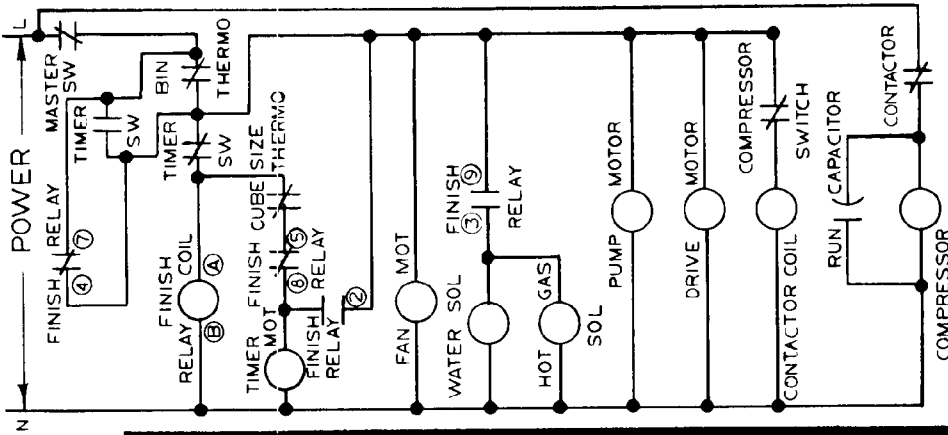 L
POWER
N
MASTER
SW
TIMER
SW
FINISH RELAY
④ ⑦
BIN
THERMO
TIMER
SW
FINISH
RELAY COIL
Ⓑ Ⓐ
CUBE SIZE
THERMO
FINISH
RELAY
⑧ ⑤
TIMER
MOT
FINISH
RELAY
②
FAN MOT
FINISH
RELAY
③ ⑨
WATER SOL
HOT GAS
SOL
PUMP MOTOR
DRIVE MOTOR
COMPRESSOR
SWITCH
CONTACTOR COIL
RUN CAPACITOR
CONTACTOR
COMPRESSOR